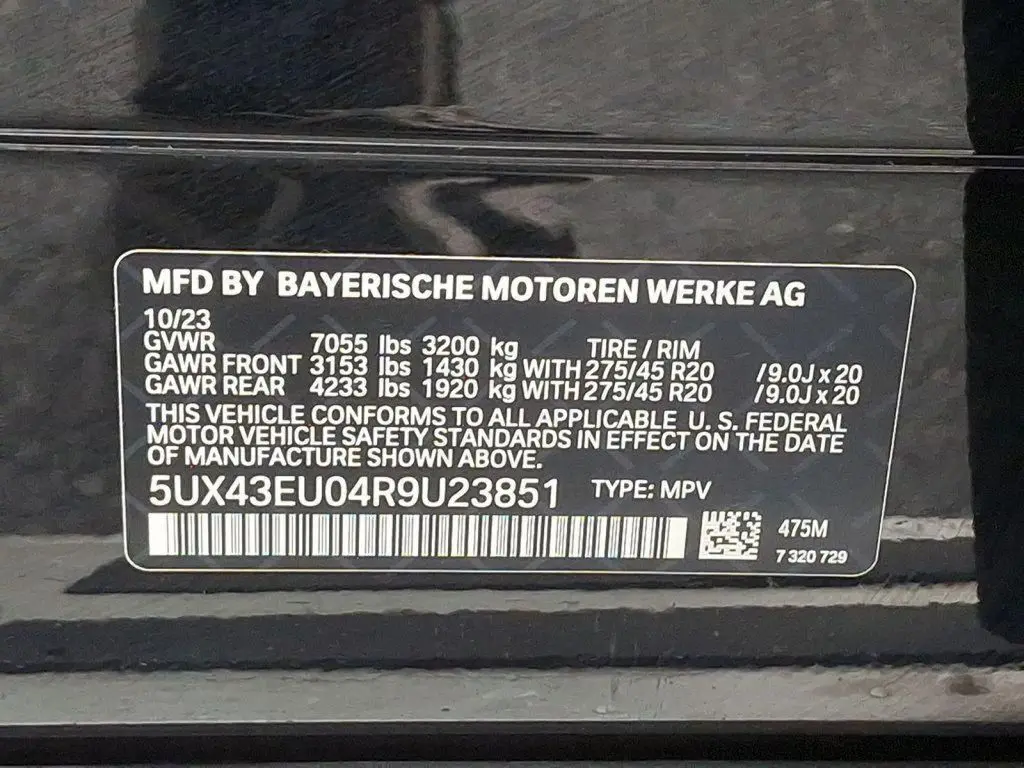 MFD BY BAYERISCHE MOTOREN WERKE AG
10/23
GVWR 7055 lbs 3200 kg TIRE / RIM
GAWR FRONT 3153 lbs 1430 kg WITH 275/45 R20 /9.0J x 20
GAWR REAR 4233 lbs 1920 kg WITH 275/45 R20 /9.0J x 20
THIS VEHICLE CONFORMS TO ALL APPLICABLE U. S. FEDERAL
MOTOR VEHICLE SAFETY STANDARDS IN EFFECT ON THE DATE
OF MANUFACTURE SHOWN ABOVE.
5UX43EU04R9U23851 TYPE: MPV
475M
7 320 729